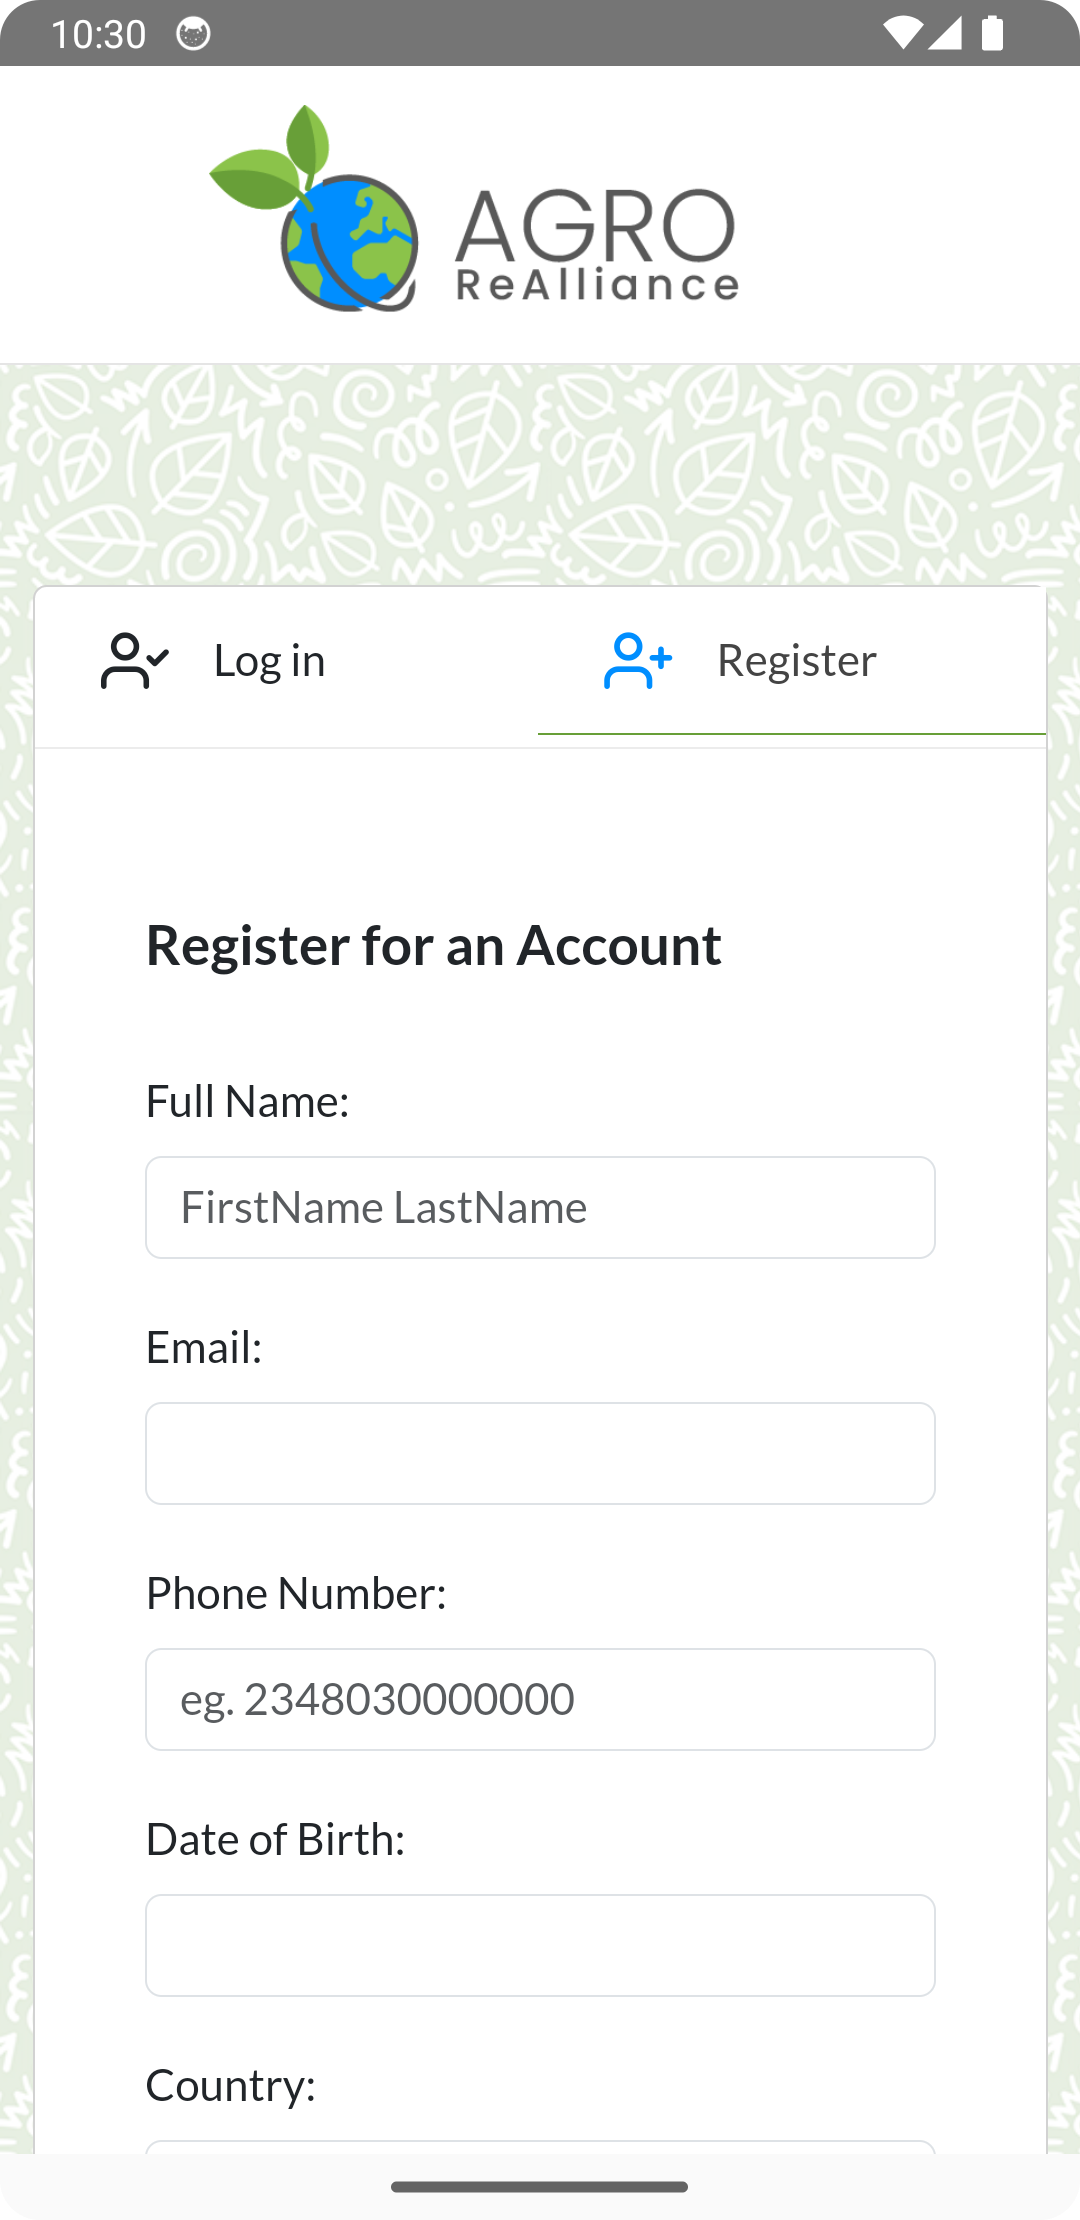 10:30
AGRO
ReAlliance
Log in
Register
Register for an Account
Full Name:
FirstName LastName
Email:
Phone Number:
eg. 2348030000000
Date of Birth:
Country: